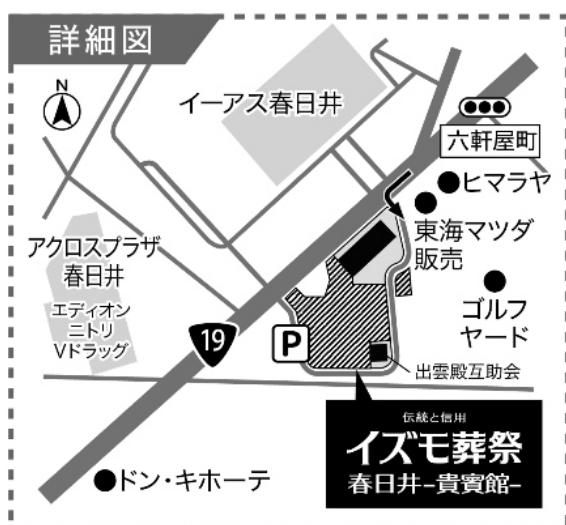 詳細図
N
イーアス春日井
六軒屋町
ヒマラヤ
東海マツダ
販売
アクロスプラザ
春日井
エディオン
ニトリ
Vドラッグ
ゴルフ
ヤード
19
P
出雲殿互助会
伝統と信用
イズモ葬祭
春日井-貴賓館-
ドン・キホーテ